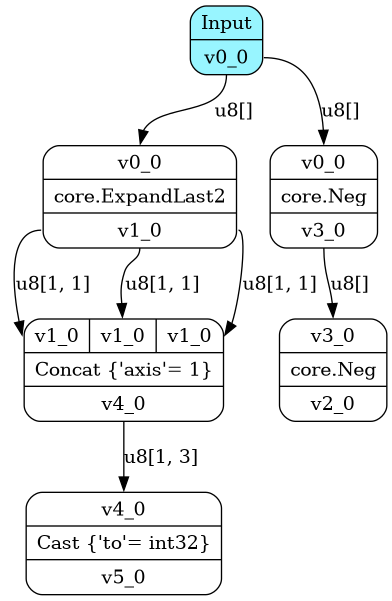 Input
v0_0
u8[]
u8[]
v0_0
core.ExpandLast2
v1_0
v0_0
core.Neg
v3_0
u8[1, 1]
u8[1, 1]
u8[1, 1]
u8[]
v1_0 v1_0 v1_0
Concat {'axis'= 1}
v4_0
v3_0
core.Neg
v2_0
u8[1, 3]
v4_0
Cast {'to'= int32}
v5_0